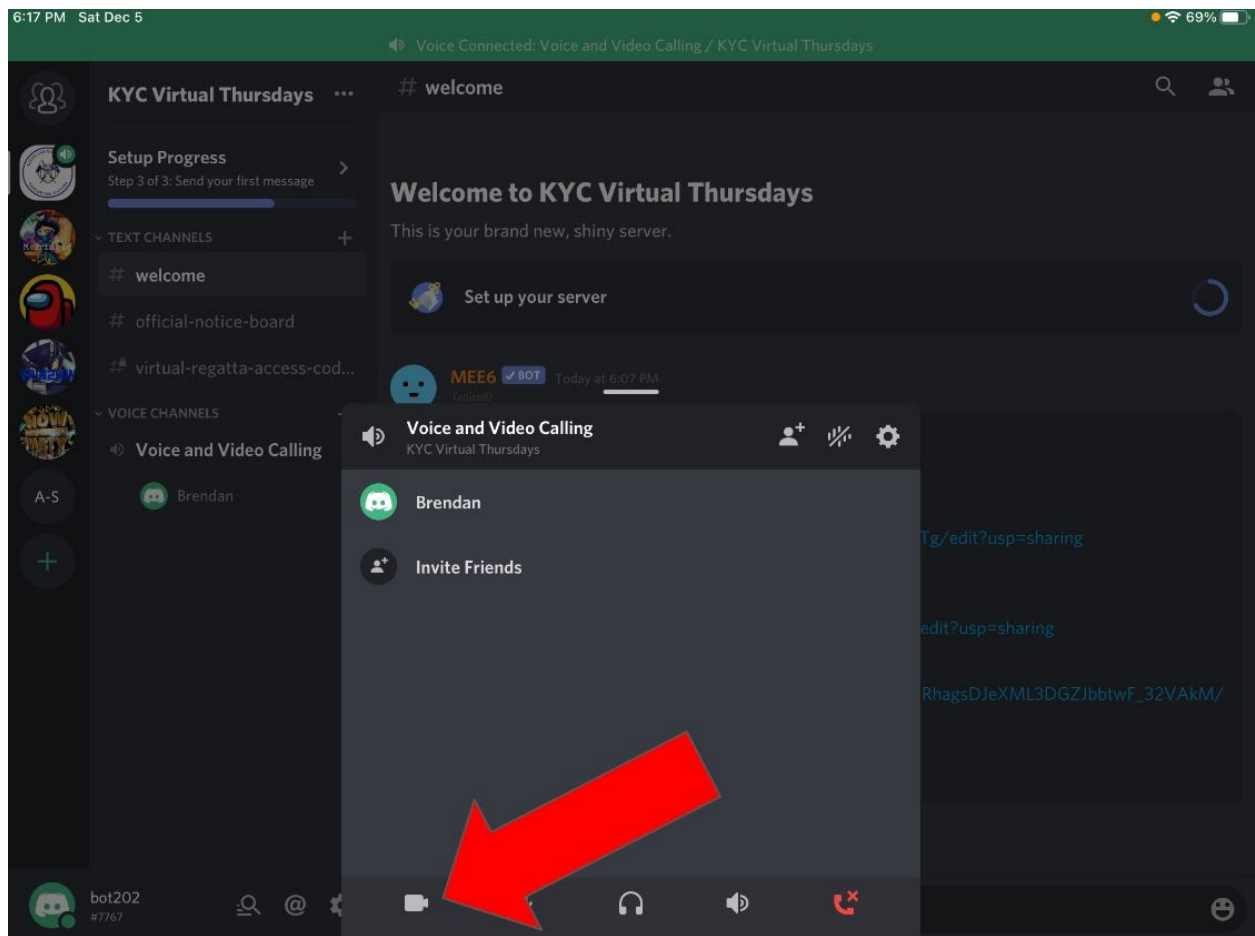 6:17 PM Sat Dec 5
69%
Voice Connected: Voice and Video Calling / KYC Virtual Thursdays
KYC Virtual Thursdays
# welcome
Setup Progress
Step 3 of 3: Send your first message
Welcome to KYC Virtual Thursdays
This is your brand new, shiny server.
TEXT CHANNELS
# welcome
Set up your server
# official-notice-board
# virtual-regatta-access-cod...
MEE6 ✓BOT Today at 6:07 PM
(edited)
VOICE CHANNELS
Voice and Video Calling
Brendan
A-S
Voice and Video Calling
KYC Virtual Thursdays
Brendan
Invite Friends
Tg/edit?usp=sharing
edit?usp=sharing
RhagsDJeXML3DGZJbbtwF_32VAkM/
bot202
#7767
@